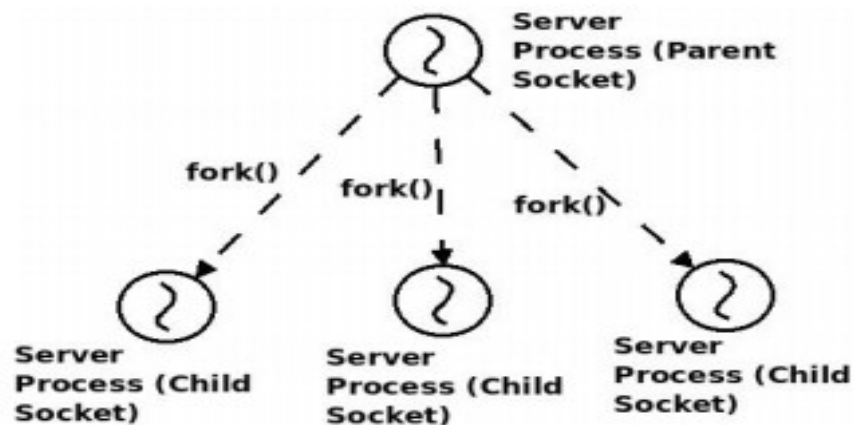 Server
Process (Parent
Socket)
fork()
fork()
fork()
Server
Process (Child
Socket)
Server
Process (Child
Socket)
Server
Process (Child
Socket)